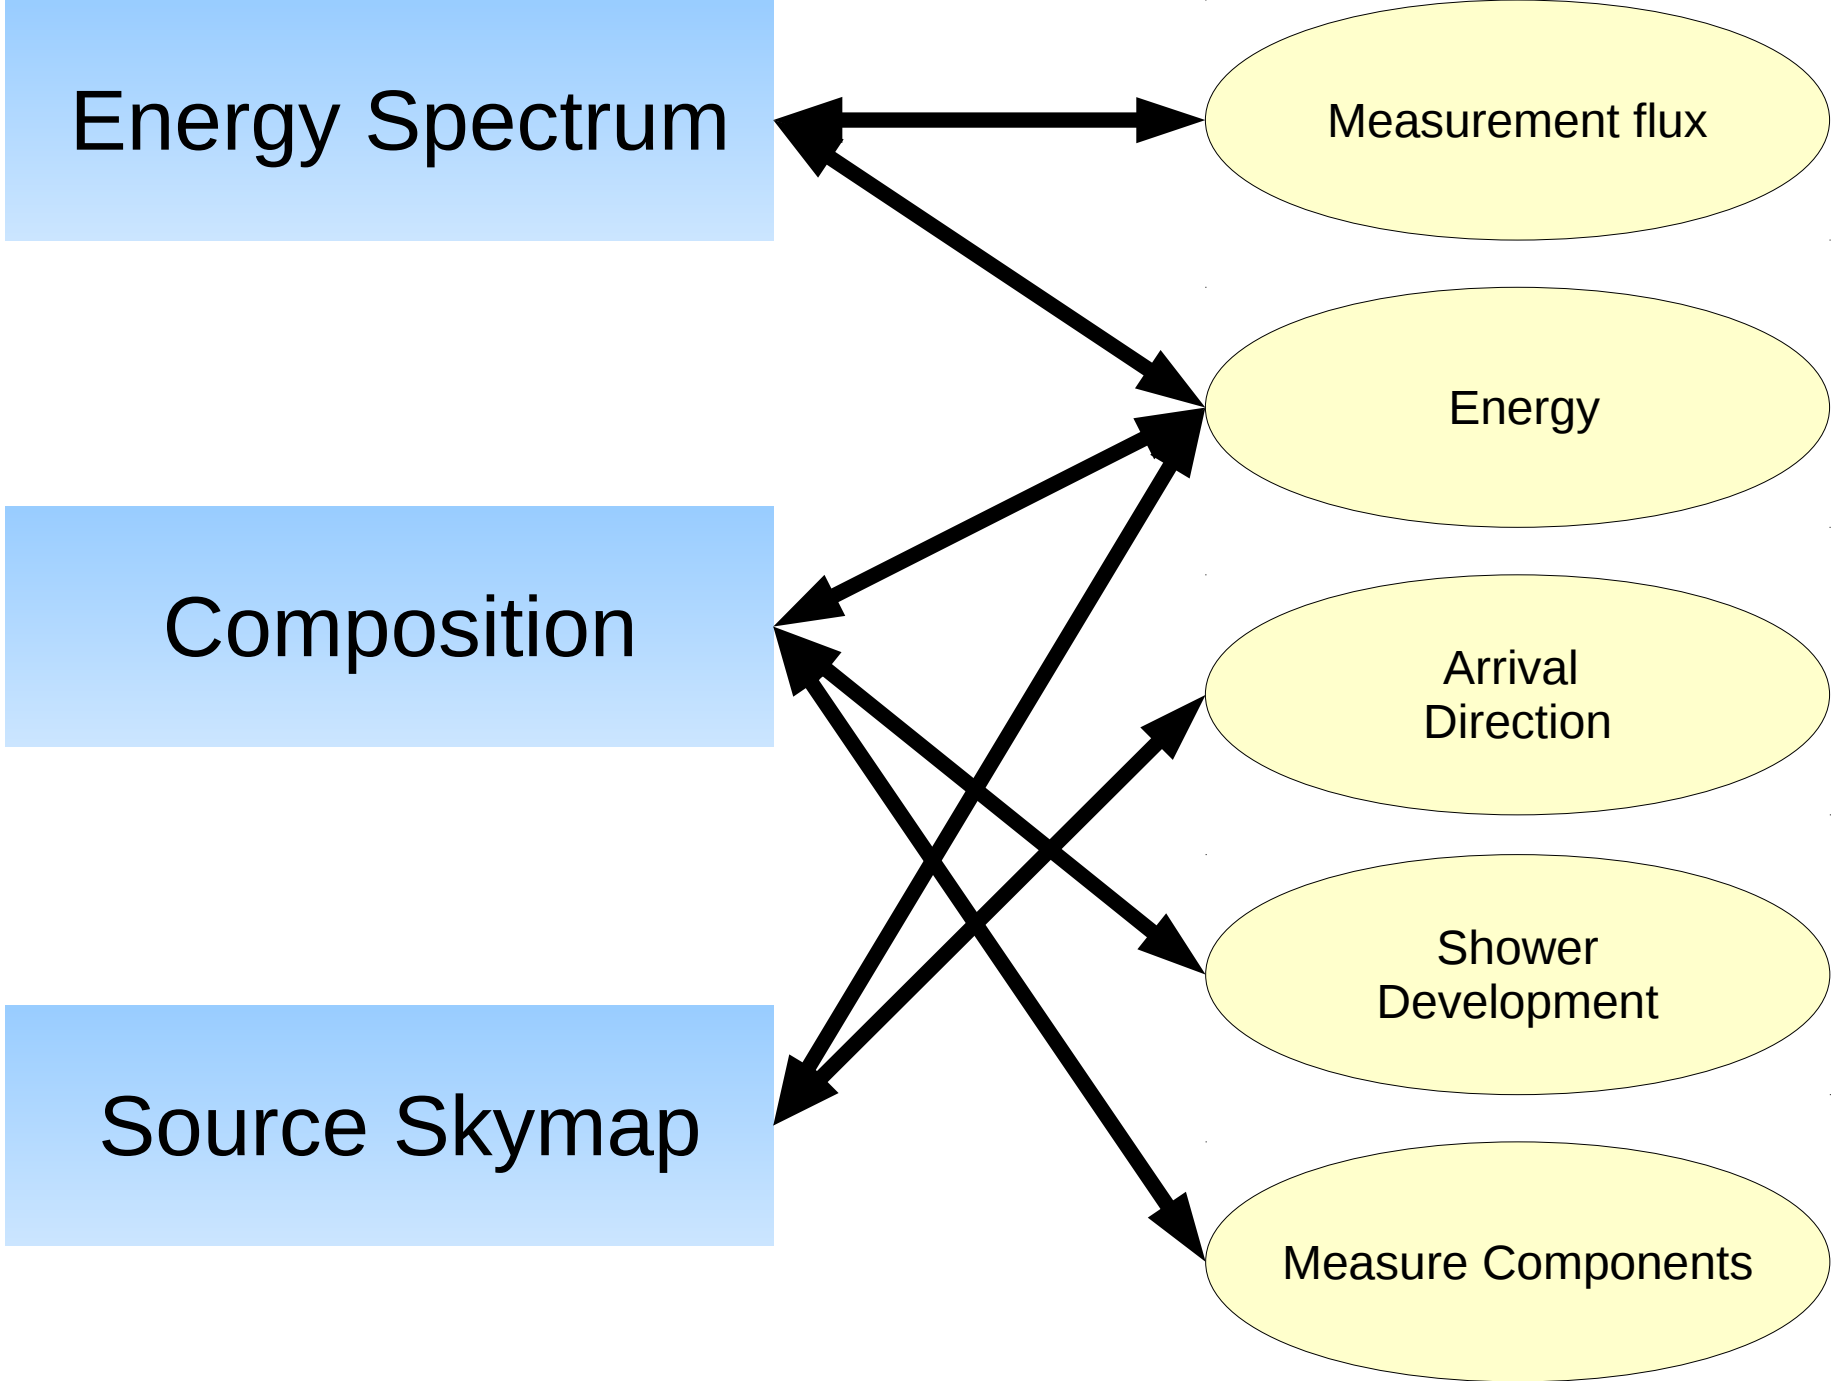 Energy Spectrum
Measurement flux
Energy
Composition
Arrival
Direction
Shower
Development
Source Skymap
Measure Components